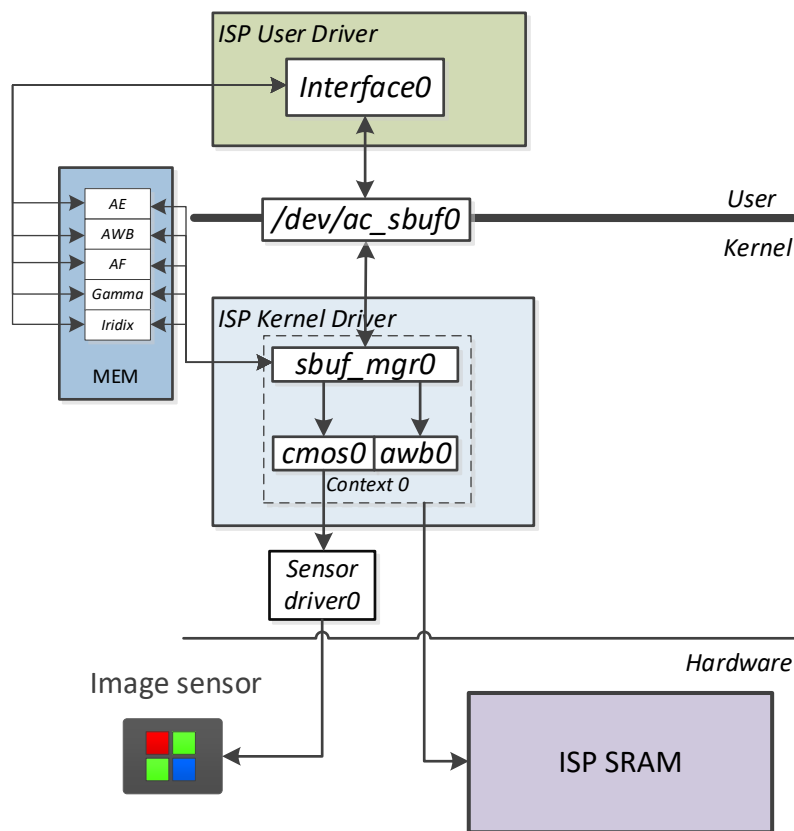 ISP User Driver
Interface0
AE
AWB
AF
Gamma
Iridix
MEM
/dev/ac_sbuf0
User
Kernel
ISP Kernel Driver
sbuf_mgr0
cmos0
awb0
Context 0
Sensor
driver0
Hardware
Image sensor
ISP SRAM